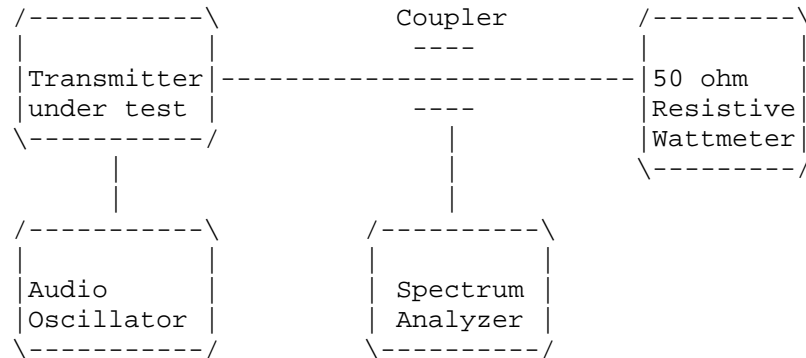 Coupler
Transmitter
under test
50 ohm
Resistive
Wattmeter
Audio
Oscillator
Spectrum
Analyzer